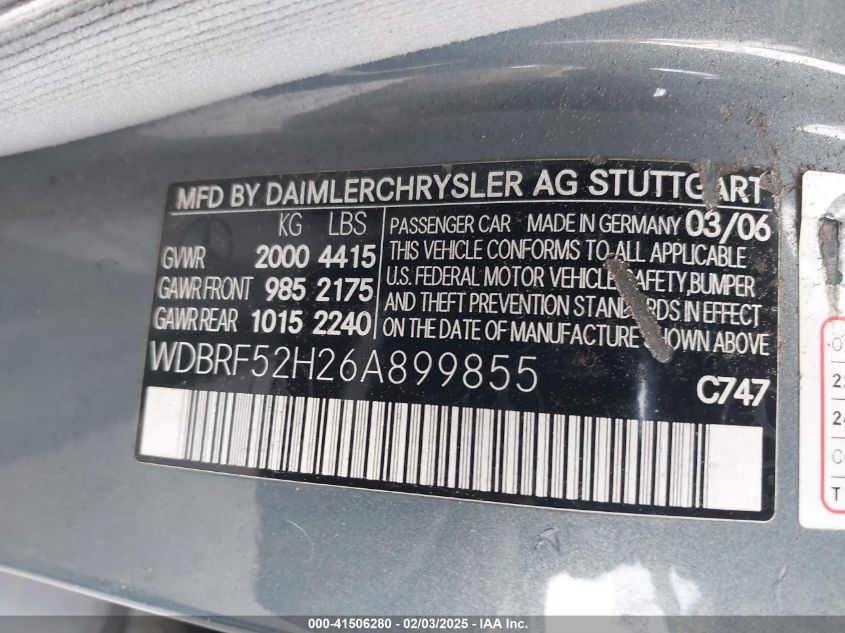 MFD BY DAIMLERCHRYSLER AG STUTTGART
KG LBS
GVWR 2000 4415
GAWR FRONT 985 2175
GAWR REAR 1015 2240
PASSENGER CAR MADE IN GERMANY 03/06
THIS VEHICLE CONFORMS TO ALL APPLICABLE
U.S. FEDERAL MOTOR VEHICLE SAFETY, BUMPER
AND THEFT PREVENTION STANDARDS IN EFFECT
ON THE DATE OF MANUFACTURE SHOWN ABOVE
WDBRF52H26A899855
C747
000-41506280 - 02/03/2025 - IAA Inc.